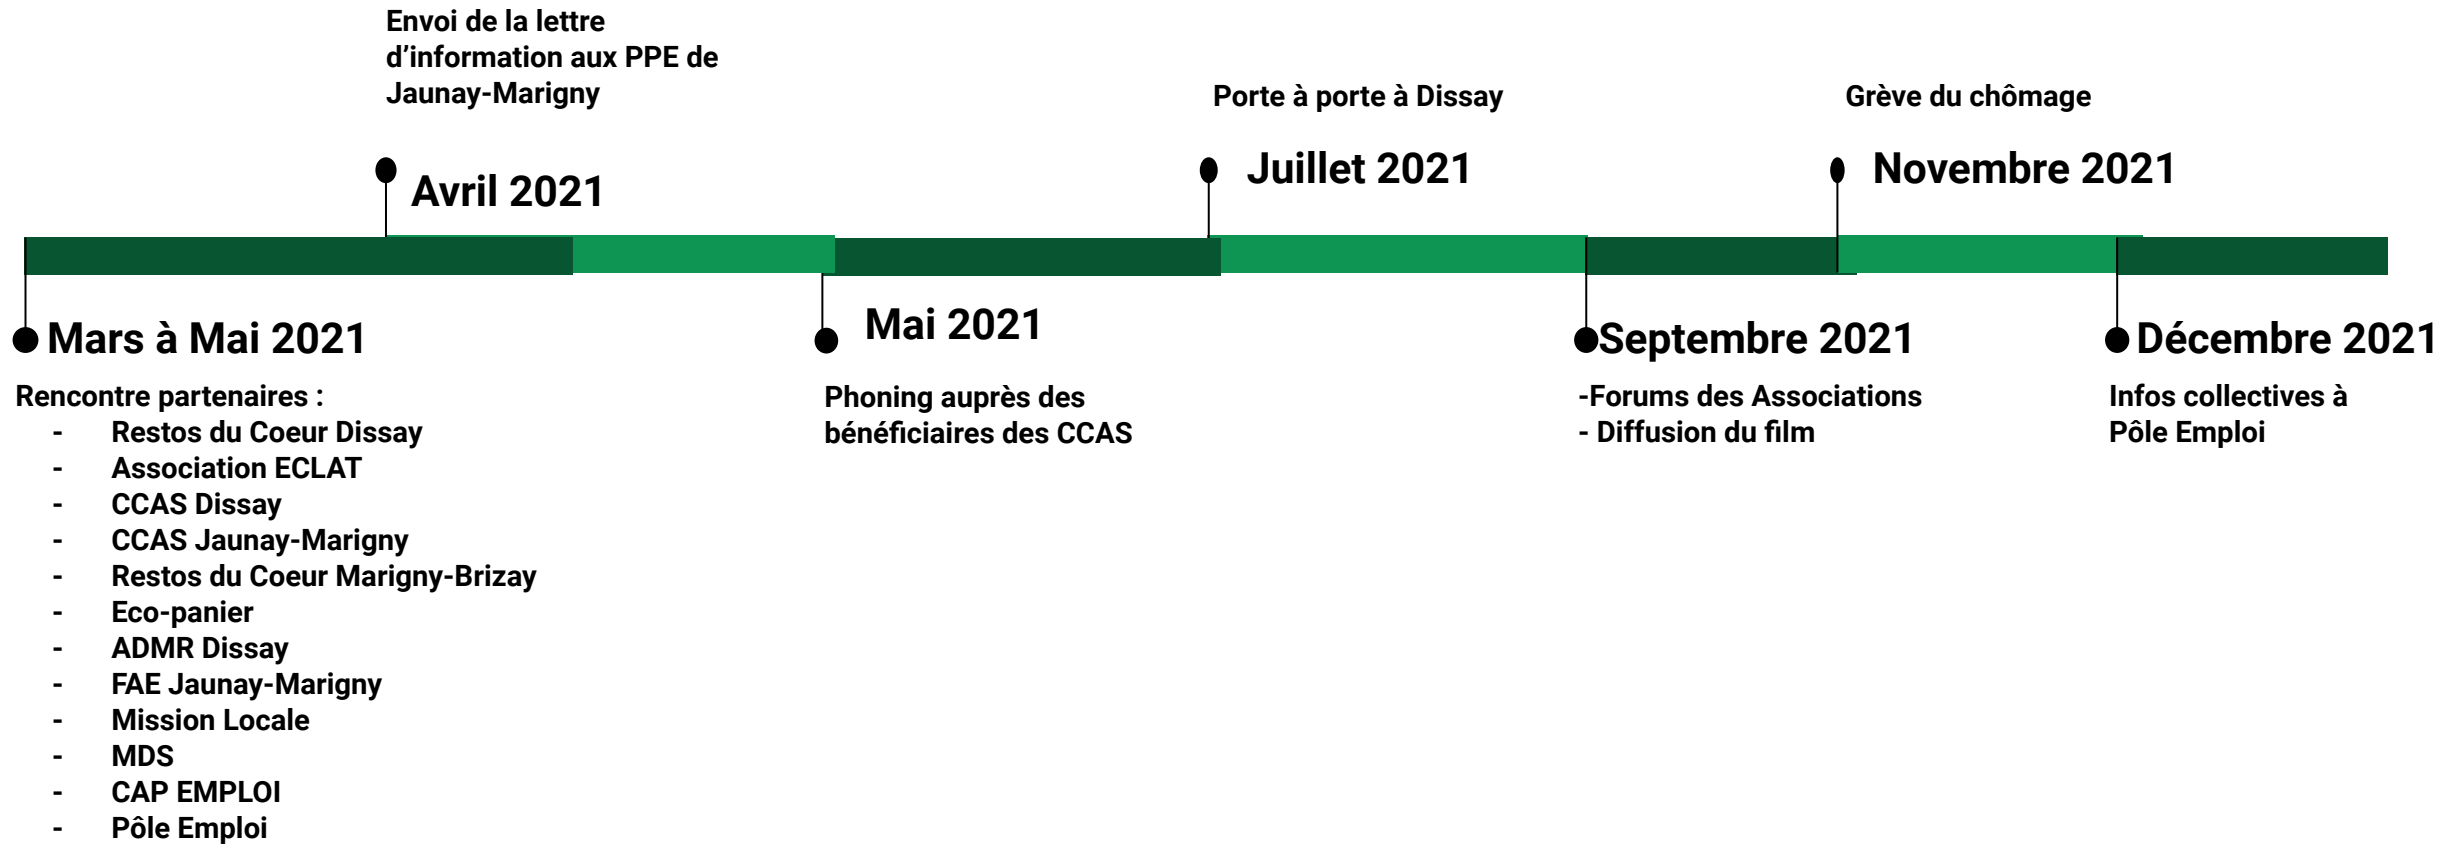 Envoi de la lettre
d’information aux PPE de
Jaunay-Marigny
Avril 2021
Porte à porte à Dissay
Juillet 2021
Grève du chômage
Novembre 2021
Mars à Mai 2021
Rencontre partenaires :
- Restos du Coeur Dissay
- Association ECLAT
- CCAS Dissay
- CCAS Jaunay-Marigny
- Restos du Coeur Marigny-Brizay
- Eco-panier
- ADMR Dissay
- FAE Jaunay-Marigny
- Mission Locale
- MDS
- CAP EMPLOI
- Pôle Emploi
Mai 2021
Phoning auprès des
bénéficiaires des CCAS
Septembre 2021
-Forums des Associations
- Diffusion du film
Décembre 2021
Infos collectives à
Pôle Emploi